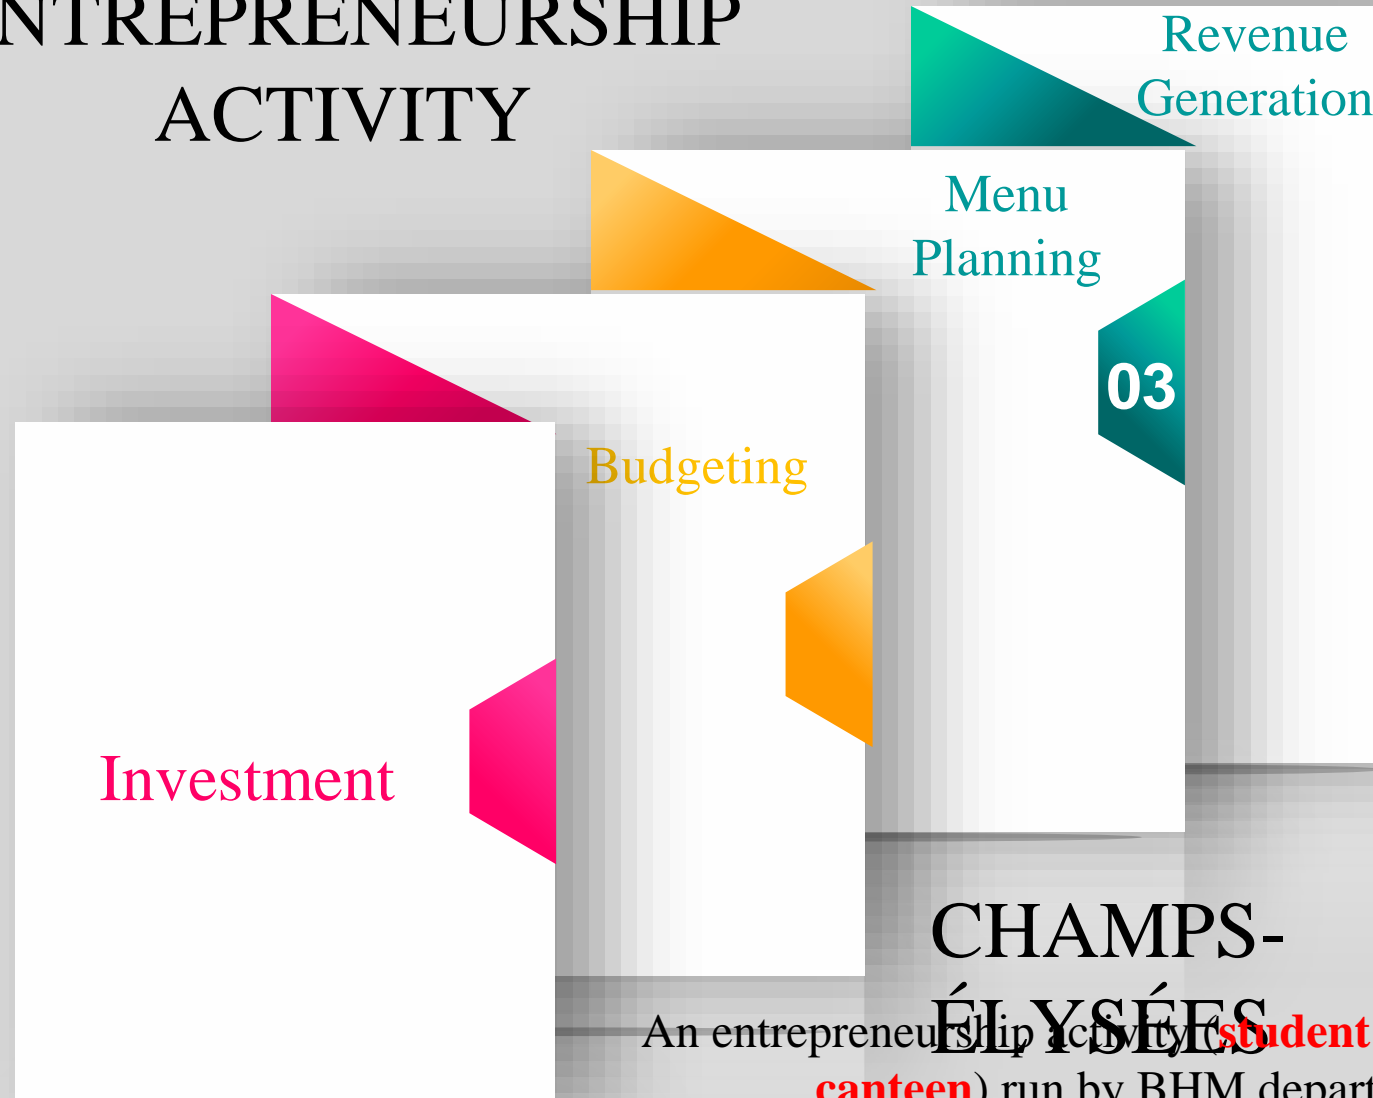 NTREPRENEURSHIP
ACTIVITY
Revenue
Generation
Menu
Planning
03
Budgeting
Investment
CHAMPS-
ÉLYSÉES
An entrepreneurship activity (student
canteen) run by BHM depart